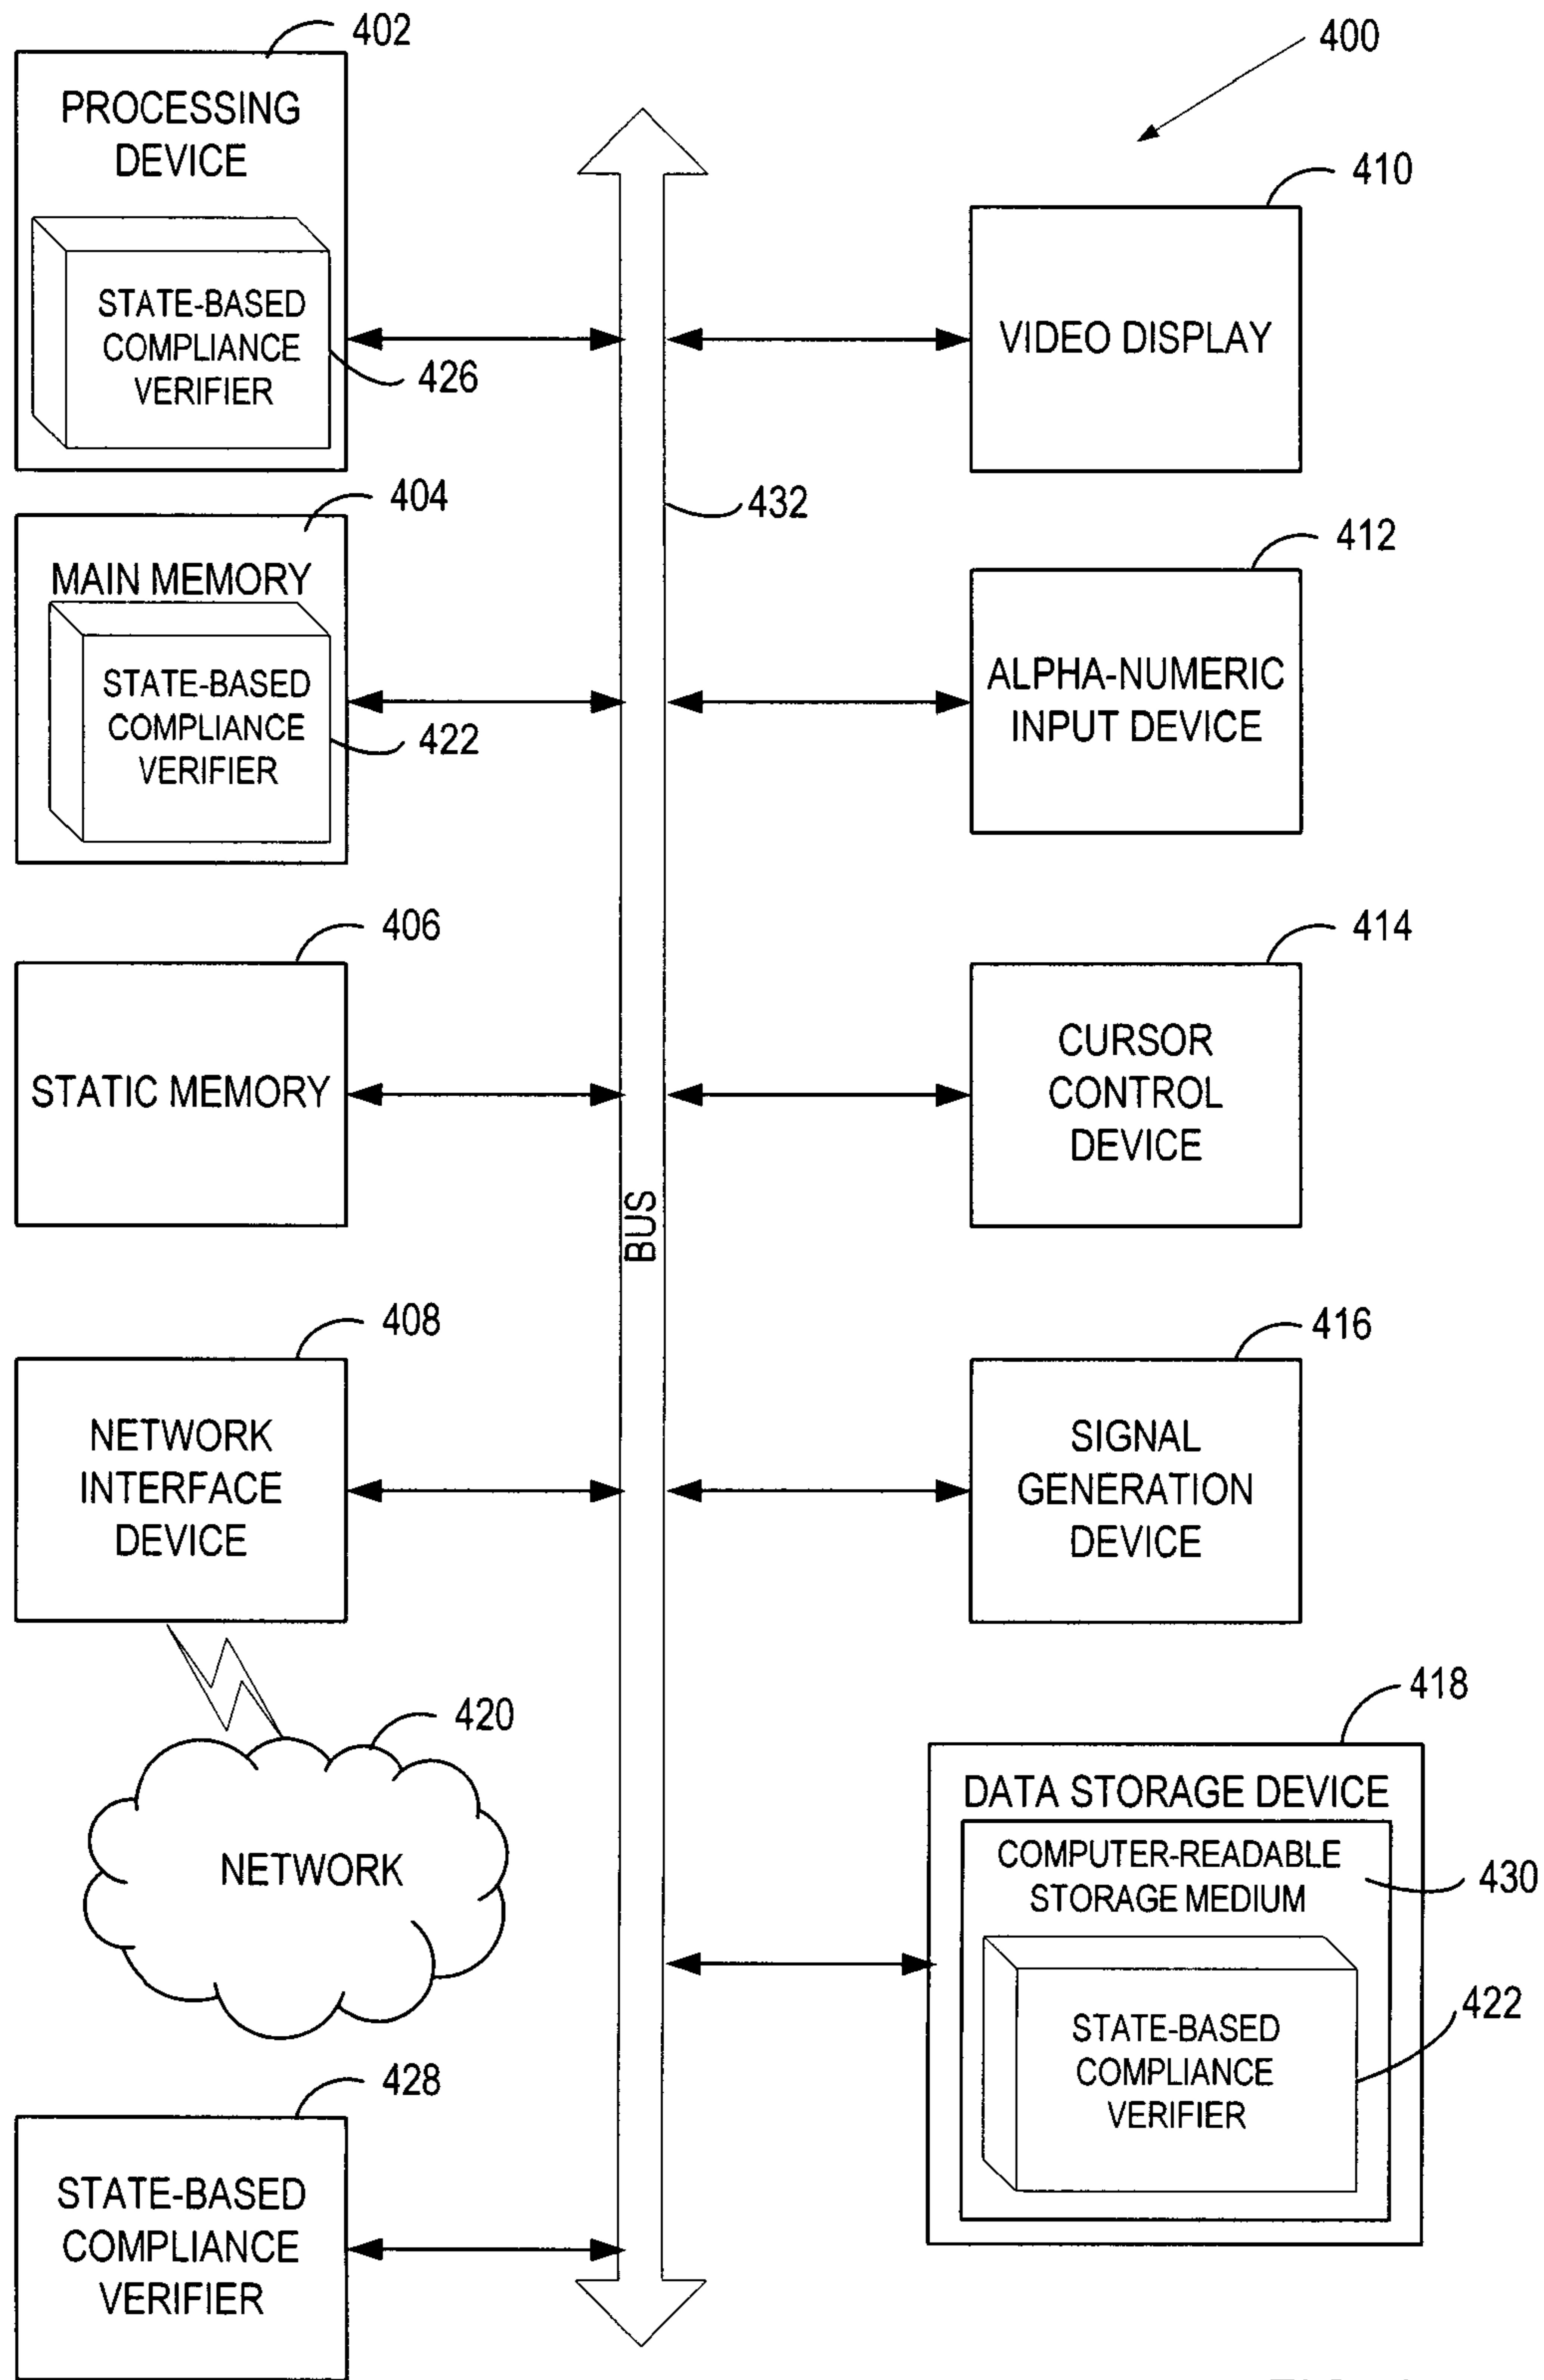 402
PROCESSING
DEVICE
STATE-BASED
COMPLIANCE
VERIFIER
426
400
410
VIDEO DISPLAY
404
MAIN MEMORY
STATE-BASED
COMPLIANCE
VERIFIER
422
432
412
ALPHA-NUMERIC
INPUT DEVICE
406
STATIC MEMORY
414
CURSOR
CONTROL
DEVICE
BUS
408
NETWORK
INTERFACE
DEVICE
416
SIGNAL
GENERATION
DEVICE
420
NETWORK
418
DATA STORAGE DEVICE
COMPUTER-READABLE
STORAGE MEDIUM
430
STATE-BASED
COMPLIANCE
VERIFIER
422
428
STATE-BASED
COMPLIANCE
VERIFIER